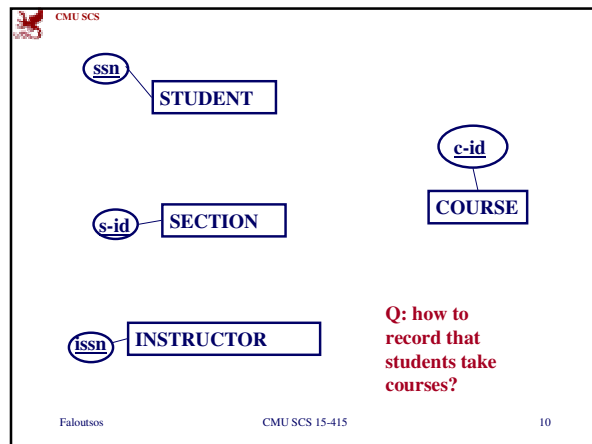 CMU SCS
ssn
STUDENT
c-id
COURSE
s-id
SECTION
issn
INSTRUCTOR
Q: how to
record that
students take
courses?
Faloutsos
CMU SCS 15-415
10